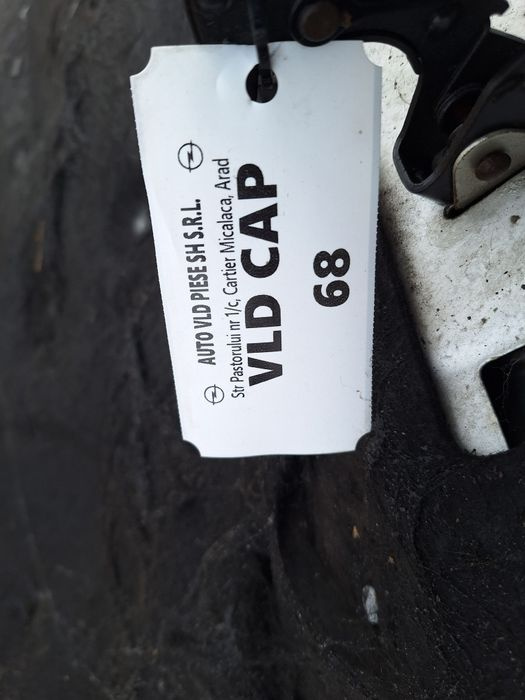 AUTO VLD PIESE SH S.R.L.
Str Pastorului nr 1/c, Cartier Micalaca, Arad
VLD CAP
68